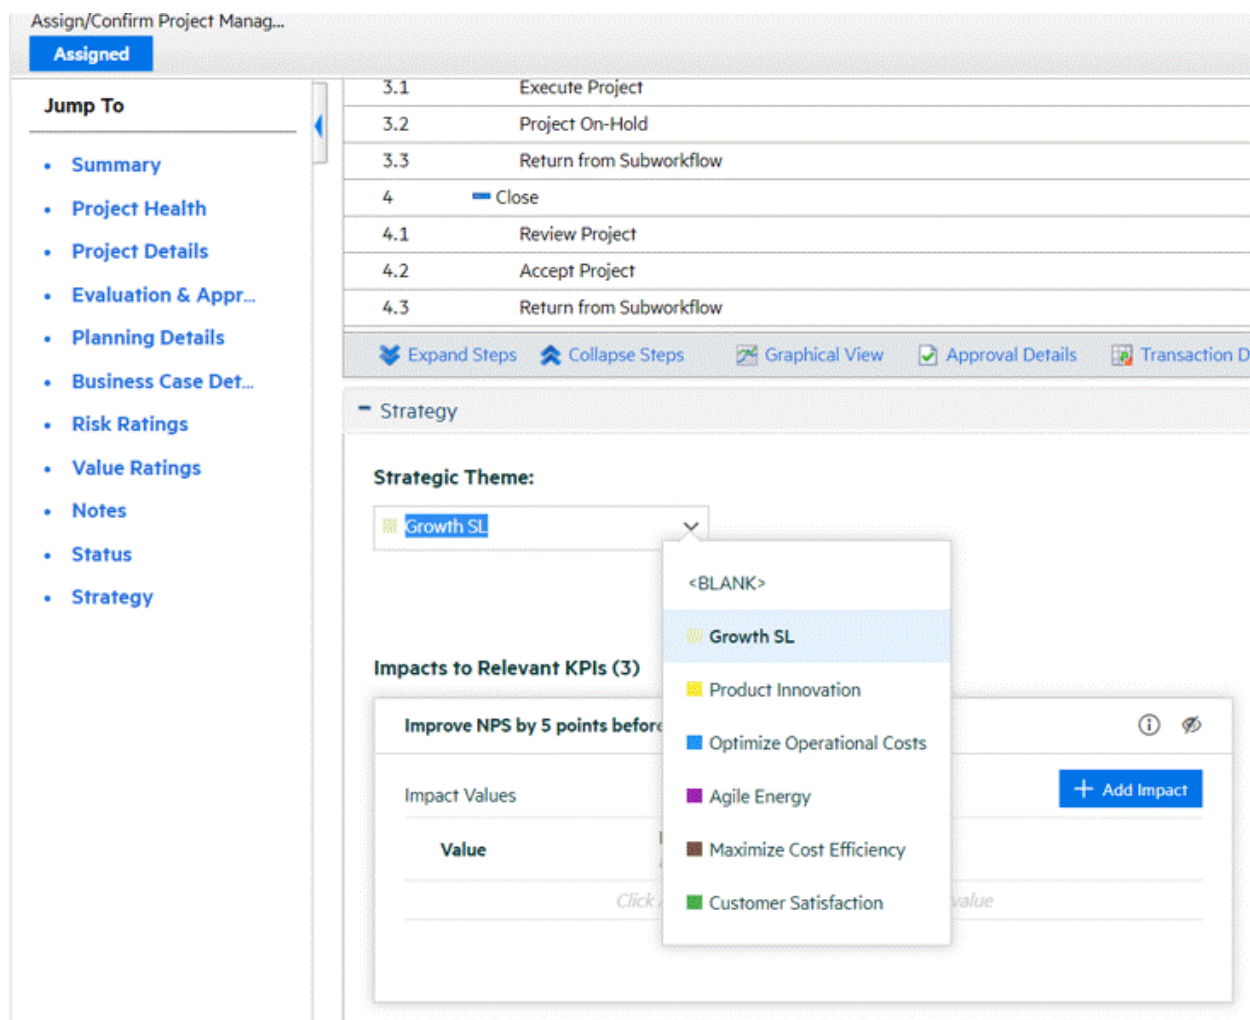 Assign/Confirm Project Manag...
Assigned
Jump To
Summary
Project Health
Project Details
Evaluation & Appr...
Planning Details
Business Case Det...
Risk Ratings
Value Ratings
Notes
Status
Strategy
3.1 Execute Project
3.2 Project On-Hold
3.3 Return from Subworkflow
4 Close
4.1 Review Project
4.2 Accept Project
4.3 Return from Subworkflow
Expand Steps Collapse Steps Graphical View Approval Details Transaction D
Strategy
Strategic Theme:
Growth SL
<BLANK>
Growth SL
Product Innovation
Optimize Operational Costs
Agile Energy
Maximize Cost Efficiency
Customer Satisfaction
Impacts to Relevant KPIs (3)
Improve NPS by 5 points before
Impact Values
Add Impact
Value
Click value